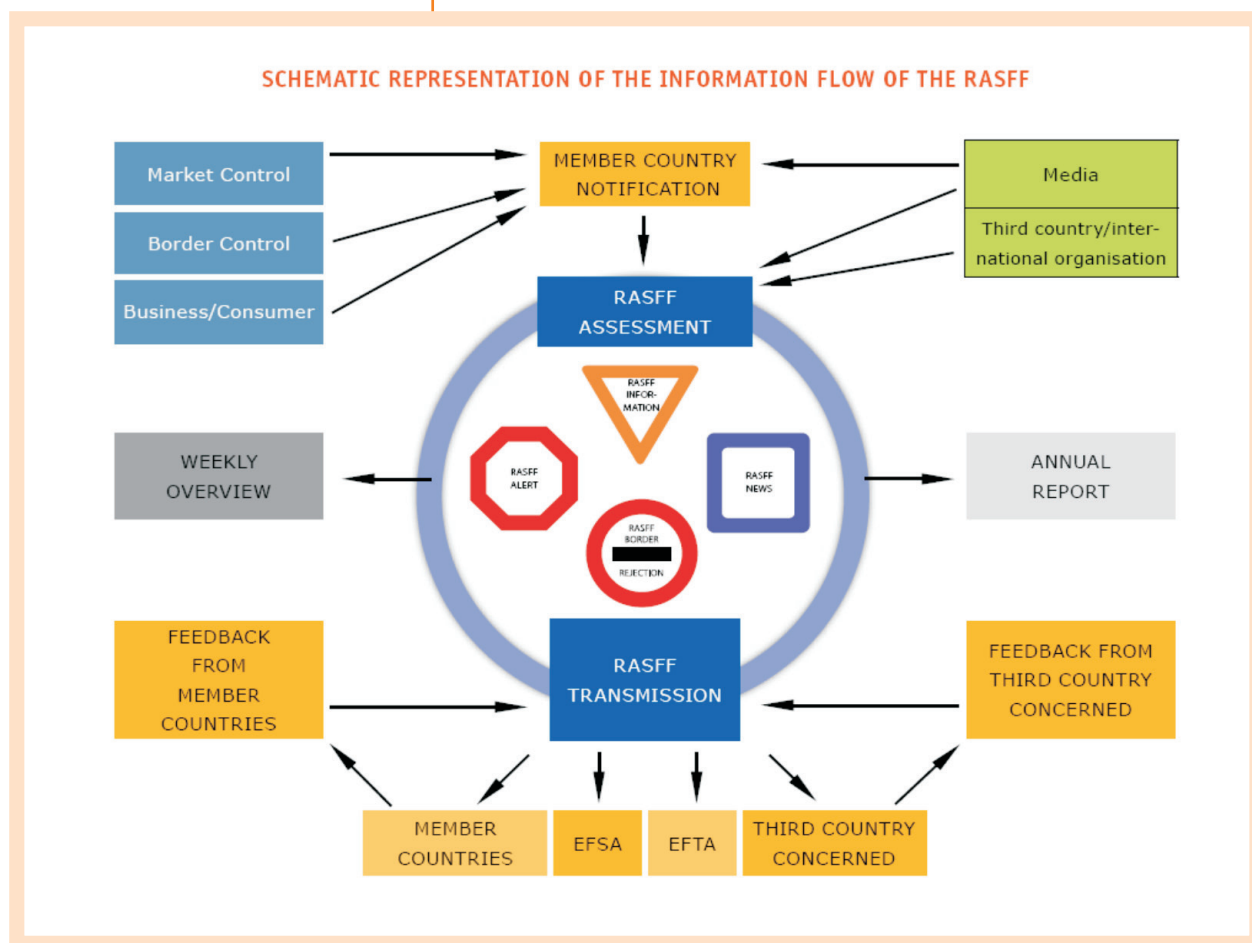 SCHEMATIC REPRESENTATION OF THE INFORMATION FLOW OF THE RASFF
Market Control
Border Control
Business/Consumer
MEMBER COUNTRY
NOTIFICATION
Media
Third country/inter-
national organisation
RASFF
ASSESSMENT
RASFF
INFOR-
MATION
RASFF
ALERT
RASFF
NEWS
RASFF
BORDER
REJECTION
WEEKLY
OVERVIEW
ANNUAL
REPORT
FEEDBACK
FROM
MEMBER
COUNTRIES
RASFF
TRANSMISSION
FEEDBACK FROM
THIRD COUNTRY
CONCERNED
MEMBER
COUNTRIES
EFSA
EFTA
THIRD COUNTRY
CONCERNED